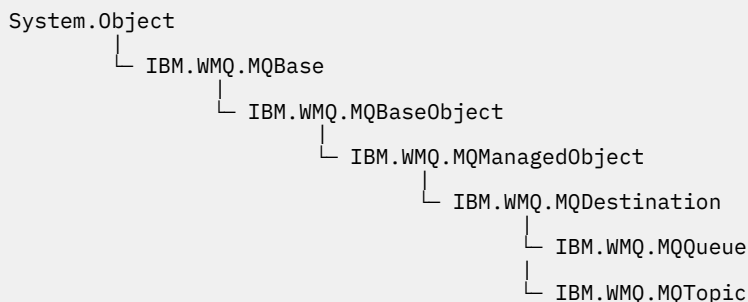 System.Object
IBM.WMQ.MQBase
IBM.WMQ.MQBaseObject
IBM.WMQ.MQManagedObject
IBM.WMQ.MQDestination
IBM.WMQ.MQQueue
IBM.WMQ.MQTopic